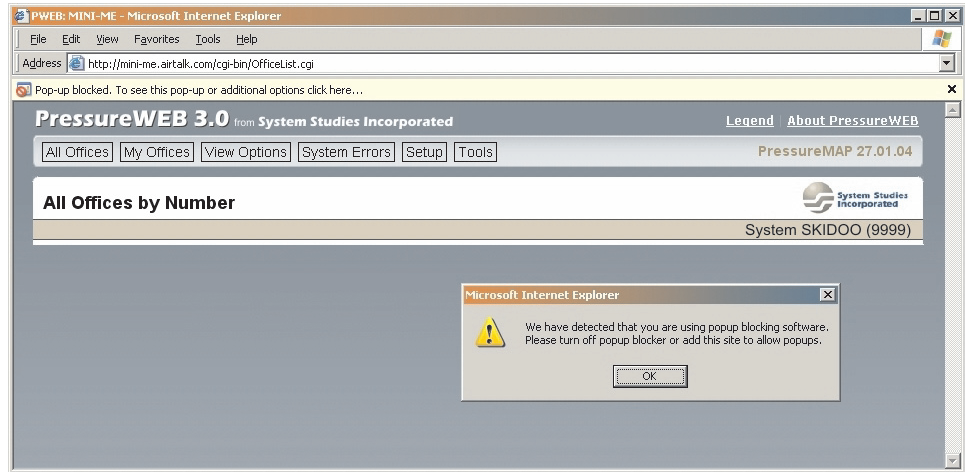 PWEB: MINI-ME - Microsoft Internet Explorer
File Edit View Favorites Tools Help
Address http://mini-me.airtalk.com/cgi-bin/OfficeList.cgi
Pop-up blocked. To see this pop-up or additional options click here...
PressureWEB 3.0 from System Studies Incorporated
Legend About PressureWEB
All Offices My Offices View Options System Errors Setup Tools
PressureMAP 27.01.04
All Offices by Number
System Studies
Incorporated
System SKIDOO (9999)
Microsoft Internet Explorer
We have detected that you are using popup blocking software.
Please turn off popup blocker or add this site to allow popups.
OK